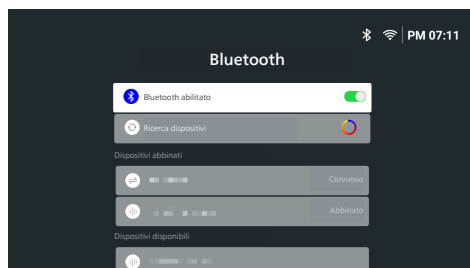 PM 07:11
Bluetooth
Bluetooth abilitato
Ricerca dispositivi
Dispositivi abbinati
Connesso
Abbinato
Dispositivi disponibili